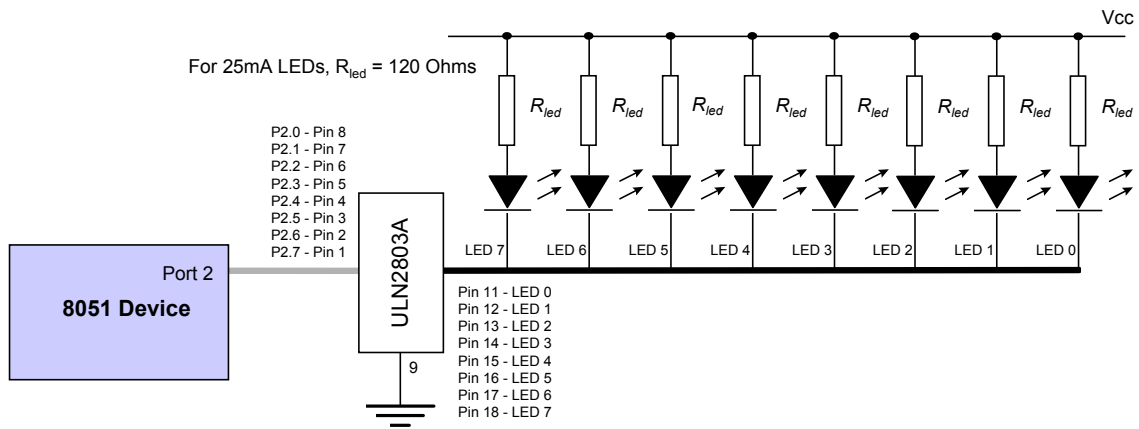 Vcc
For 25mA LEDs, Rled = 120 Ohms
Rled Rled Rled Rled Rled Rled Rled Rled
P2.0 - Pin 8
P2.1 - Pin 7
P2.2 - Pin 6
P2.3 - Pin 5
P2.4 - Pin 4
P2.5 - Pin 3
P2.6 - Pin 2
P2.7 - Pin 1
ULN2803A
LED 7 LED 6 LED 5 LED 4 LED 3 LED 2 LED 1 LED 0
Port 2
8051 Device
9
Pin 11 - LED 0
Pin 12 - LED 1
Pin 13 - LED 2
Pin 14 - LED 3
Pin 15 - LED 4
Pin 16 - LED 5
Pin 17 - LED 6
Pin 18 - LED 7